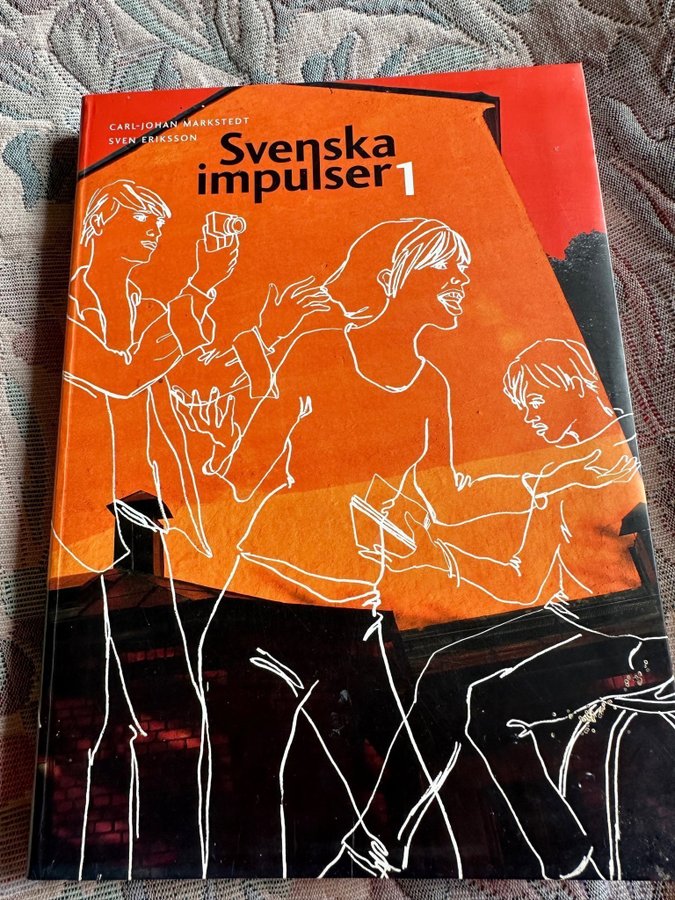 CARL-JOHAN MARKSTEDT
SVEN ERIKSSON
Svenska
impulser 1